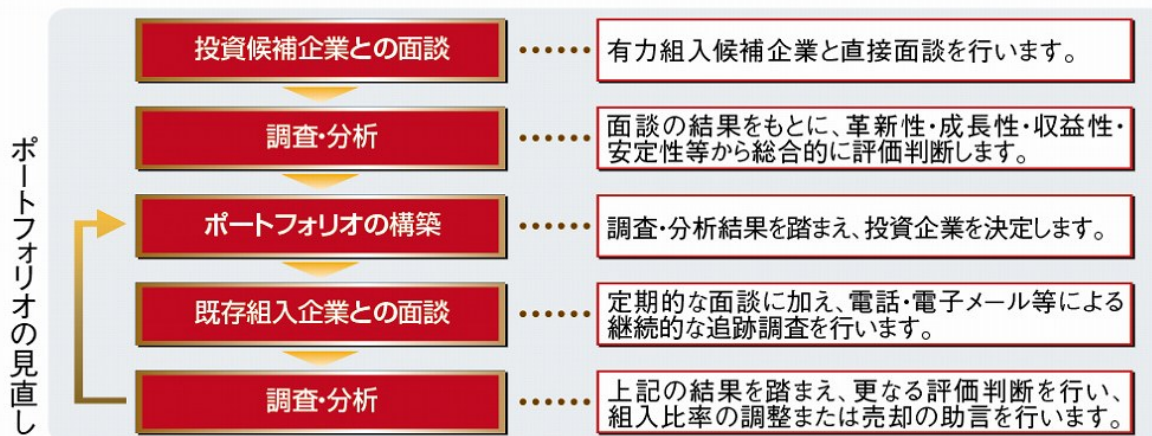 投資候補企業との面談
有力組入候補企業と直接面談を行います。
調査・分析
面談の結果をもとに、革新性・成長性・収益性・
安定性等から総合的に評価判断します。
ポートフォリオの構築
調査・分析結果を踏まえ、投資企業を決定します。
既存組入企業との面談
定期的な面談に加え、電話・電子メール等による
継続的な追跡調査を行います。
調査・分析
上記の結果を踏まえ、更なる評価判断を行い、
組入比率の調整または売却の助言を行います。
ポートフォリオの見直し